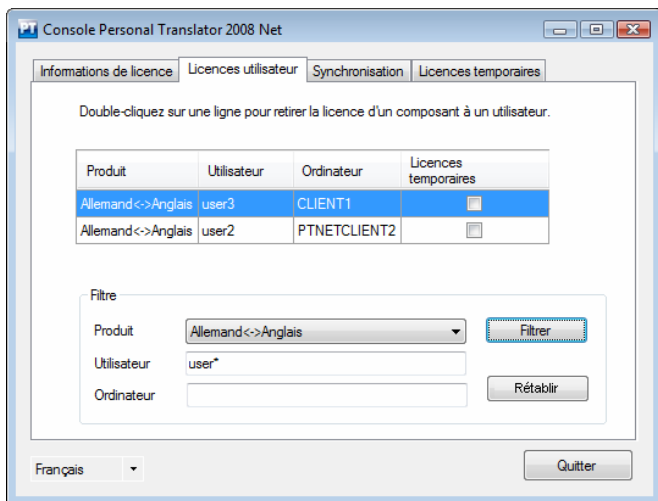 PT Console Personal Translator 2008 Net
Informations de licence Licences utilisateur Synchronisation Licences temporaires
Double-cliquez sur une ligne pour retirer la licence d'un composant à un utilisateur.
Produit Utilisateur Ordinateur Licences temporaires
Allemand<->Anglais user3 CLIENT1
Allemand<->Anglais user2 PTNETCLIENT2
Filtre
Produit Allemand<->Anglais Filtrer
Utilisateur user*
Ordinateur Rétablir
Français Quitter